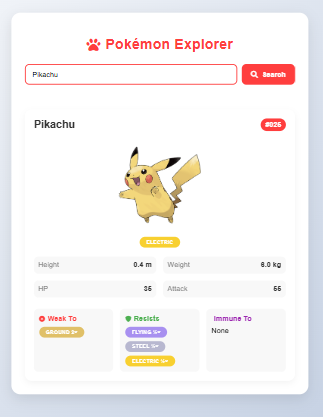 Pokémon Explorer
Pikachu
Search
Pikachu
#025
ELECTRIC
Height 0.4 m
Weight 6.0 kg
HP 35
Attack 55
Weak To
GROUND 2×
Resists
FLYING ½×
STEEL ½×
ELECTRIC ½×
Immune To
None